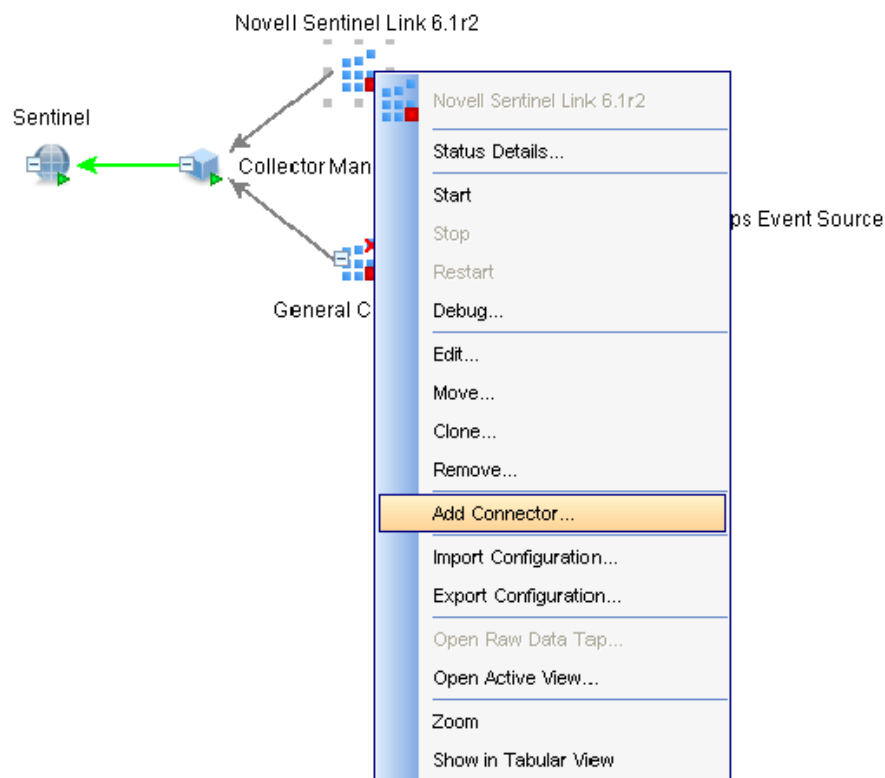 Novell Sentinel Link 6.1r2
Sentinel
Collector Man
General C
ps Event Source
Novell Sentinel Link 6.1r2
Status Details...
Start
Stop
Restart
Debug...
Edit...
Move...
Clone...
Remove...
Add Connector...
Import Configuration...
Export Configuration...
Open Raw Data Tap...
Open Active View...
Zoom
Show in Tabular View